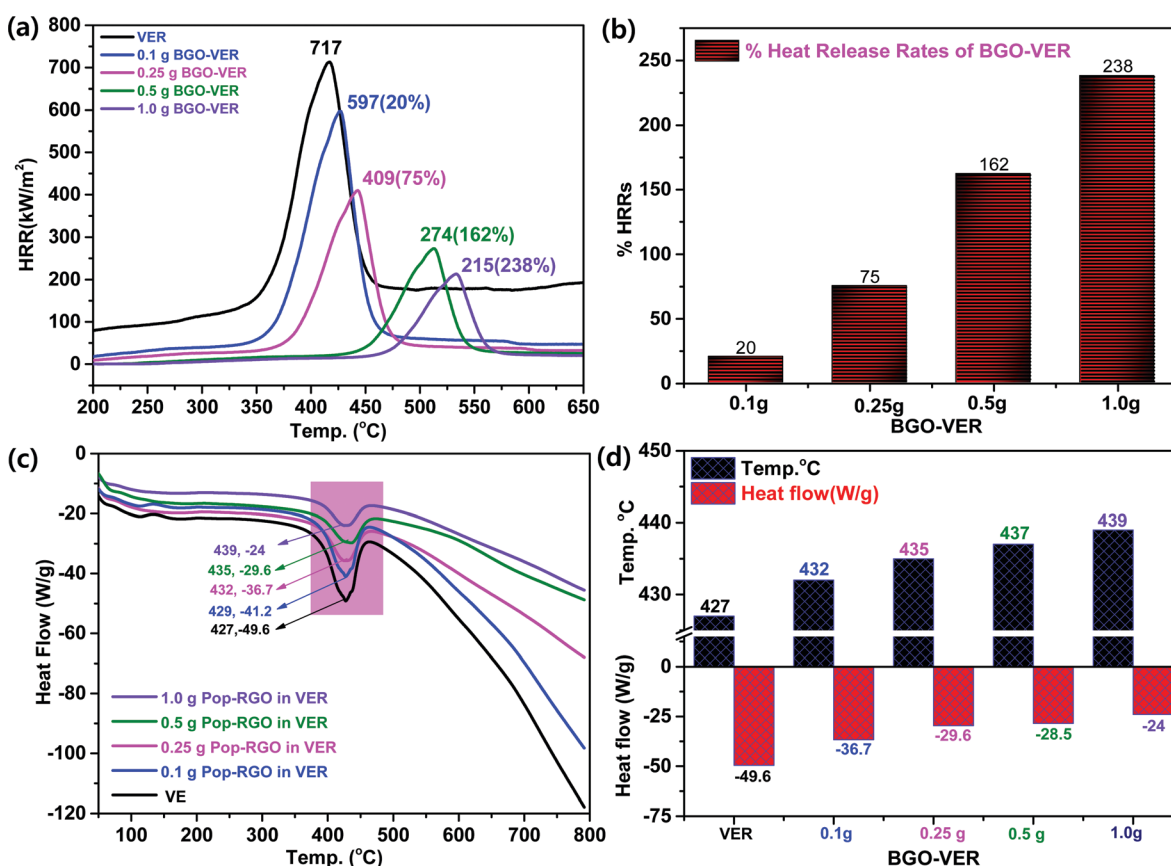 (a)
VER
0.1 g BGO-VER
0.25 g BGO-VER
0.5 g BGO-VER
1.0 g BGO-VER
717
597(20%)
409(75%)
274(162%)
215(238%)
800
700
600
500
400
300
200
100
0
HRR(kW/m²)
200 250 300 350 400 450 500 550 600 650
Temp. (°C)
(b)
% Heat Release Rates of BGO-VER
238
162
75
20
250
200
150
100
50
0
% HRRs
0.1g 0.25g 0.5g 1.0g
BGO-VER
(c)
439, -24
435, -29.6
432, -36.7
429, -41.2
427,-49.6
1.0 g Pop-RGO in VER
0.5 g Pop-RGO in VER
0.25 g Pop-RGO in VER
0.1 g Pop-RGO in VER
VE
0
-20
-40
-60
-80
-100
-120
Heat Flow (W/g)
100 200 300 400 500 600 700 800
Temp. (°C)
(d)
Temp.°C
Heat flow(W/g)
450
440
430
Temp. °C
427 432 435 437 439
0
-25
-50
-75
Heat flow (W/g)
-49.6 -36.7 -29.6 -28.5 -24
VER 0.1g 0.25g 0.5 g 1.0g
BGO-VER